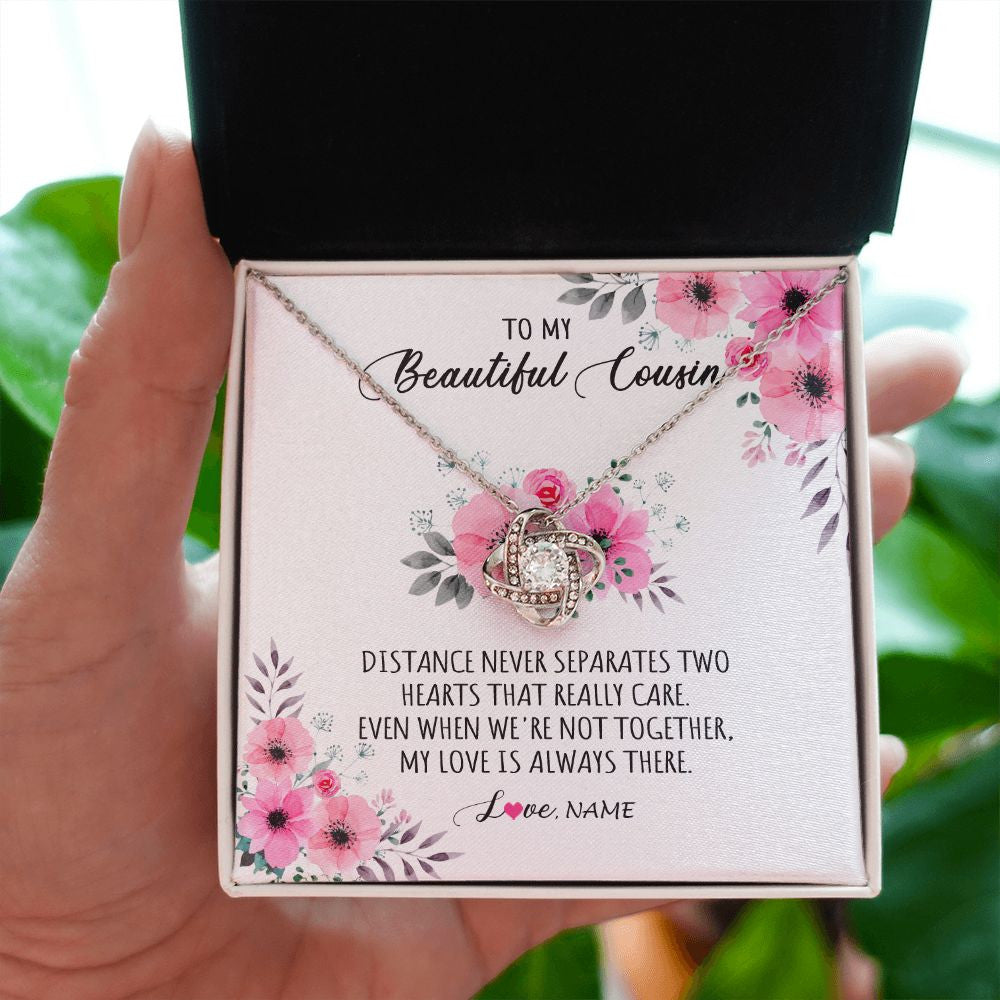 TO MY
Beautiful Cousin
DISTANCE NEVER SEPARATES TWO
HEARTS THAT REALLY CARE.
EVEN WHEN WE'RE NOT TOGETHER,
MY LOVE IS ALWAYS THERE.
Love, NAME